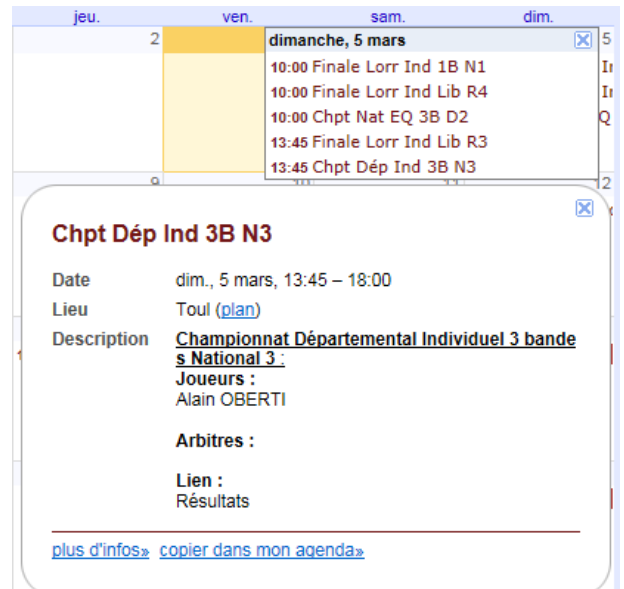 jeu. ven. sam. dim.
2
dimanche, 5 mars
5
10:00 Finale Lorr Ind 1B N1
10:00 Finale Lorr Ind Lib R4
10:00 Chpt Nat EQ 3B D2
13:45 Finale Lorr Ind Lib R3
13:45 Chpt Dép Ind 3B N3
9 10 11 12
Chpt Dép Ind 3B N3
Date dim., 5 mars, 13:45 – 18:00
Lieu Toul (plan)
Description Championnat Départemental Individuel 3 bande
s National 3 :
Joueurs :
Alain OBERTI
Arbitres :
Lien :
Résultats
plus d'infos» copier dans mon agenda»